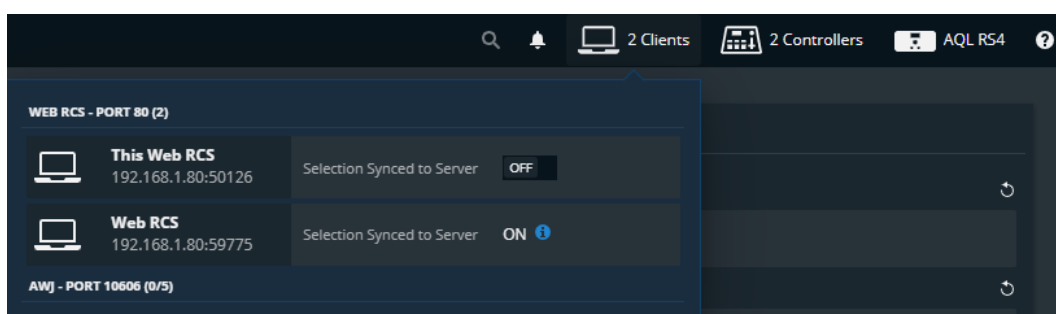 2 Clients
2 Controllers
AQL RS4
WEB RCS - PORT 80 (2)
This Web RCS
192.168.1.80:50126
Selection Synced to Server
OFF
Web RCS
192.168.1.80:59775
Selection Synced to Server
ON
AWJ - PORT 10606 (0/5)